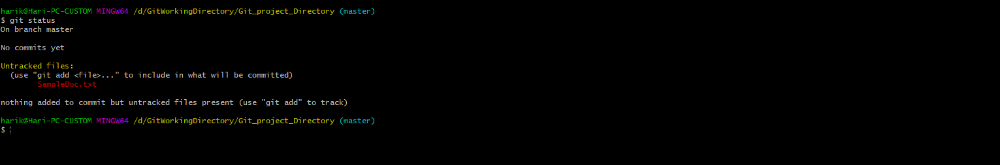 harik@Hari-PC-CUSTOM MINGW64 /d/GitWorkingDirectory/Git_project_Directory (master)
$ git status
On branch master
No commits yet
Untracked files:
(use "git add <file>..." to include in what will be committed)
SampleDoc.txt
nothing added to commit but untracked files present (use "git add" to track)
harik@Hari-PC-CUSTOM MINGW64 /d/GitWorkingDirectory/Git_project_Directory (master)
$